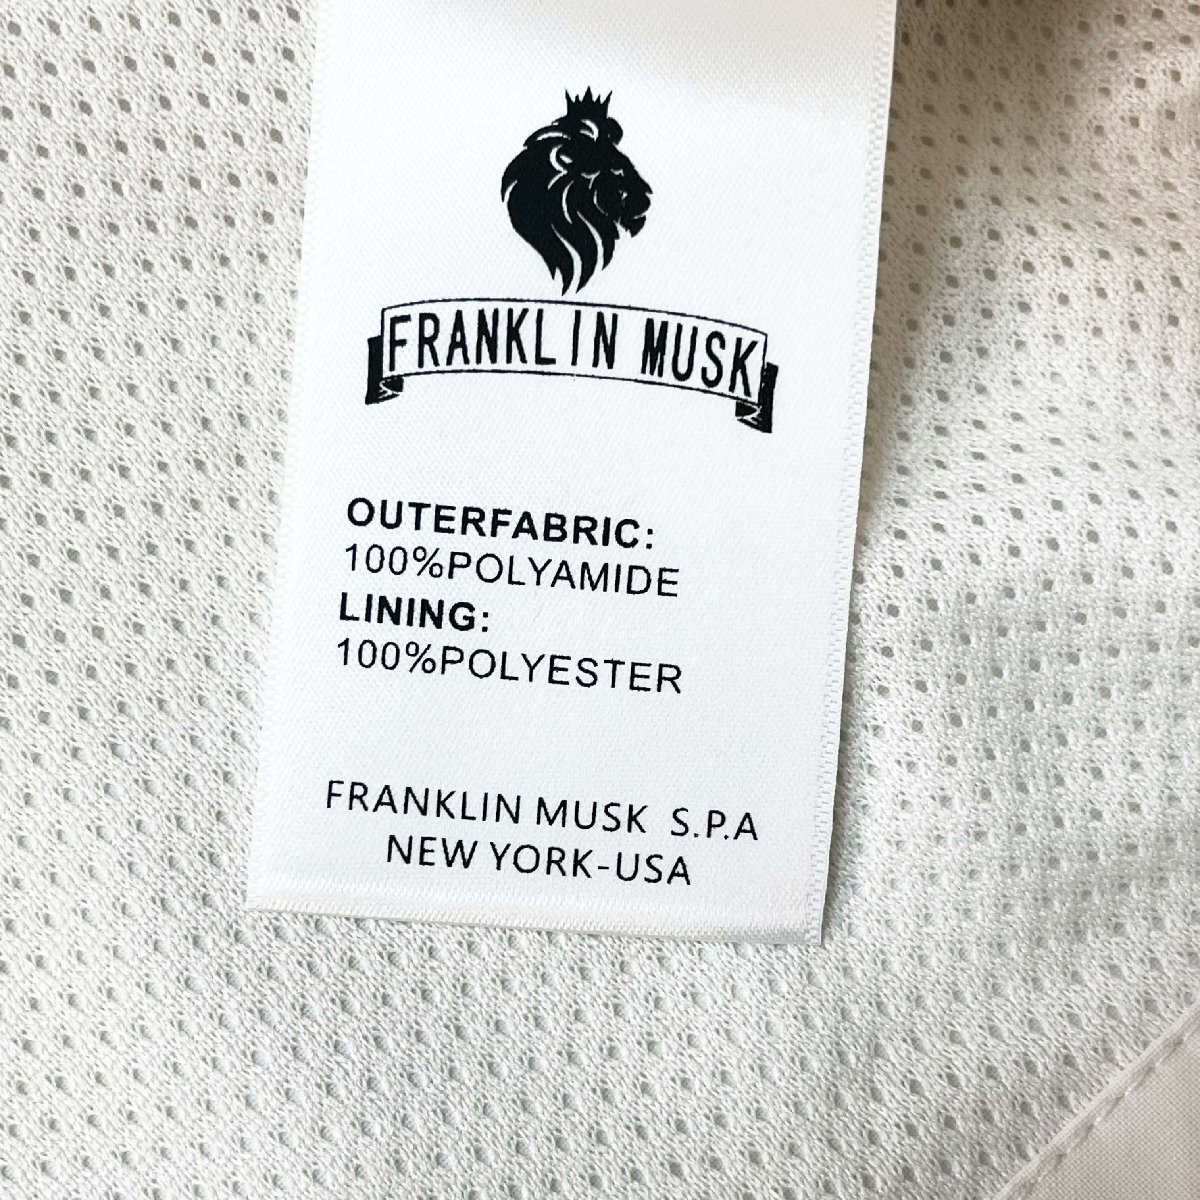 FRANKLIN MUSK
OUTERFABRIC:
100%POLYAMIDE
LINING:
100%POLYESTER
FRANKLIN MUSK S.P.A
NEW YORK-USA